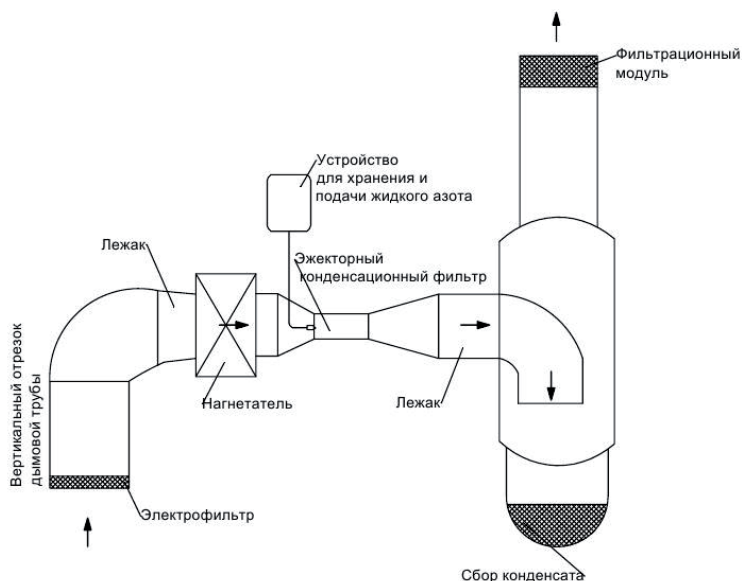 Фильтрационный
модуль
Устройство
для хранения и
подачи жидкого азота
Лежак
Эжекторный
конденсационный фильтр
Вертикальный отрезок
дымовой трубы
Нагнетатель
Лежак
Электрофильтр
Сбор конденсата